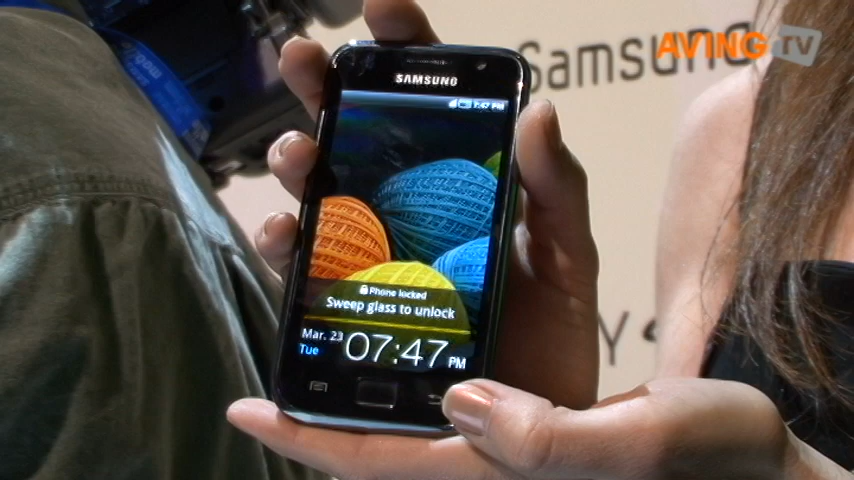 AVING TV
Samsung
SAMSUNG
7:47 PM
Phone locked
Sweep glass to unlock
Mar. 23
Tue
07:47 PM
Y S